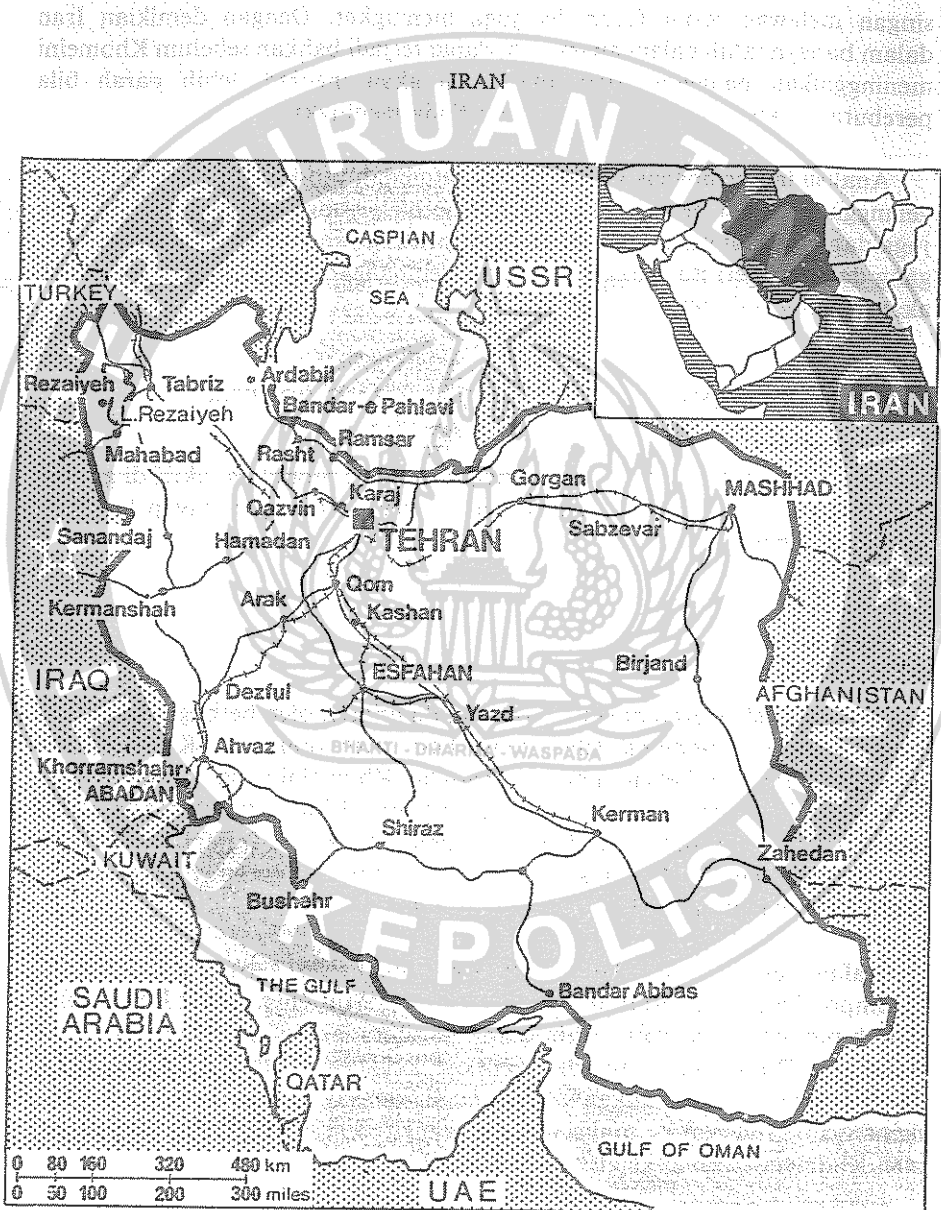 IRAN
CASPIAN
SEA
USSR
TURKEY
IRAN
Rezaiyeh
Tabriz
Ardabil
L.Rezaiyeh
Bandar-e Pahlavi
Mahabad
Rasht
Ramsar
Karaj
Gorgan
MASHHAD
Qazvin
Sabzevar
TEHRAN
Sanandaj
Hamadan
Qom
Kermanshah
Arak
Kashan
Birjand
IRAQ
ESFAHAN
AFGHANISTAN
Dezful
Yazd
Ahvaz
BHAKTI - DHARMA - WASPADA
Khorramshahr
ABADAN
Kerman
Shiraz
Zahedan
KUWAIT
Bushahr
KEPOLISI
THE GULF
Bandar Abbas
SAUDI
ARABIA
QATAR
GULF OF OMAN
0 80 160 320 480 km
0 50 100 200 300 miles
UAE